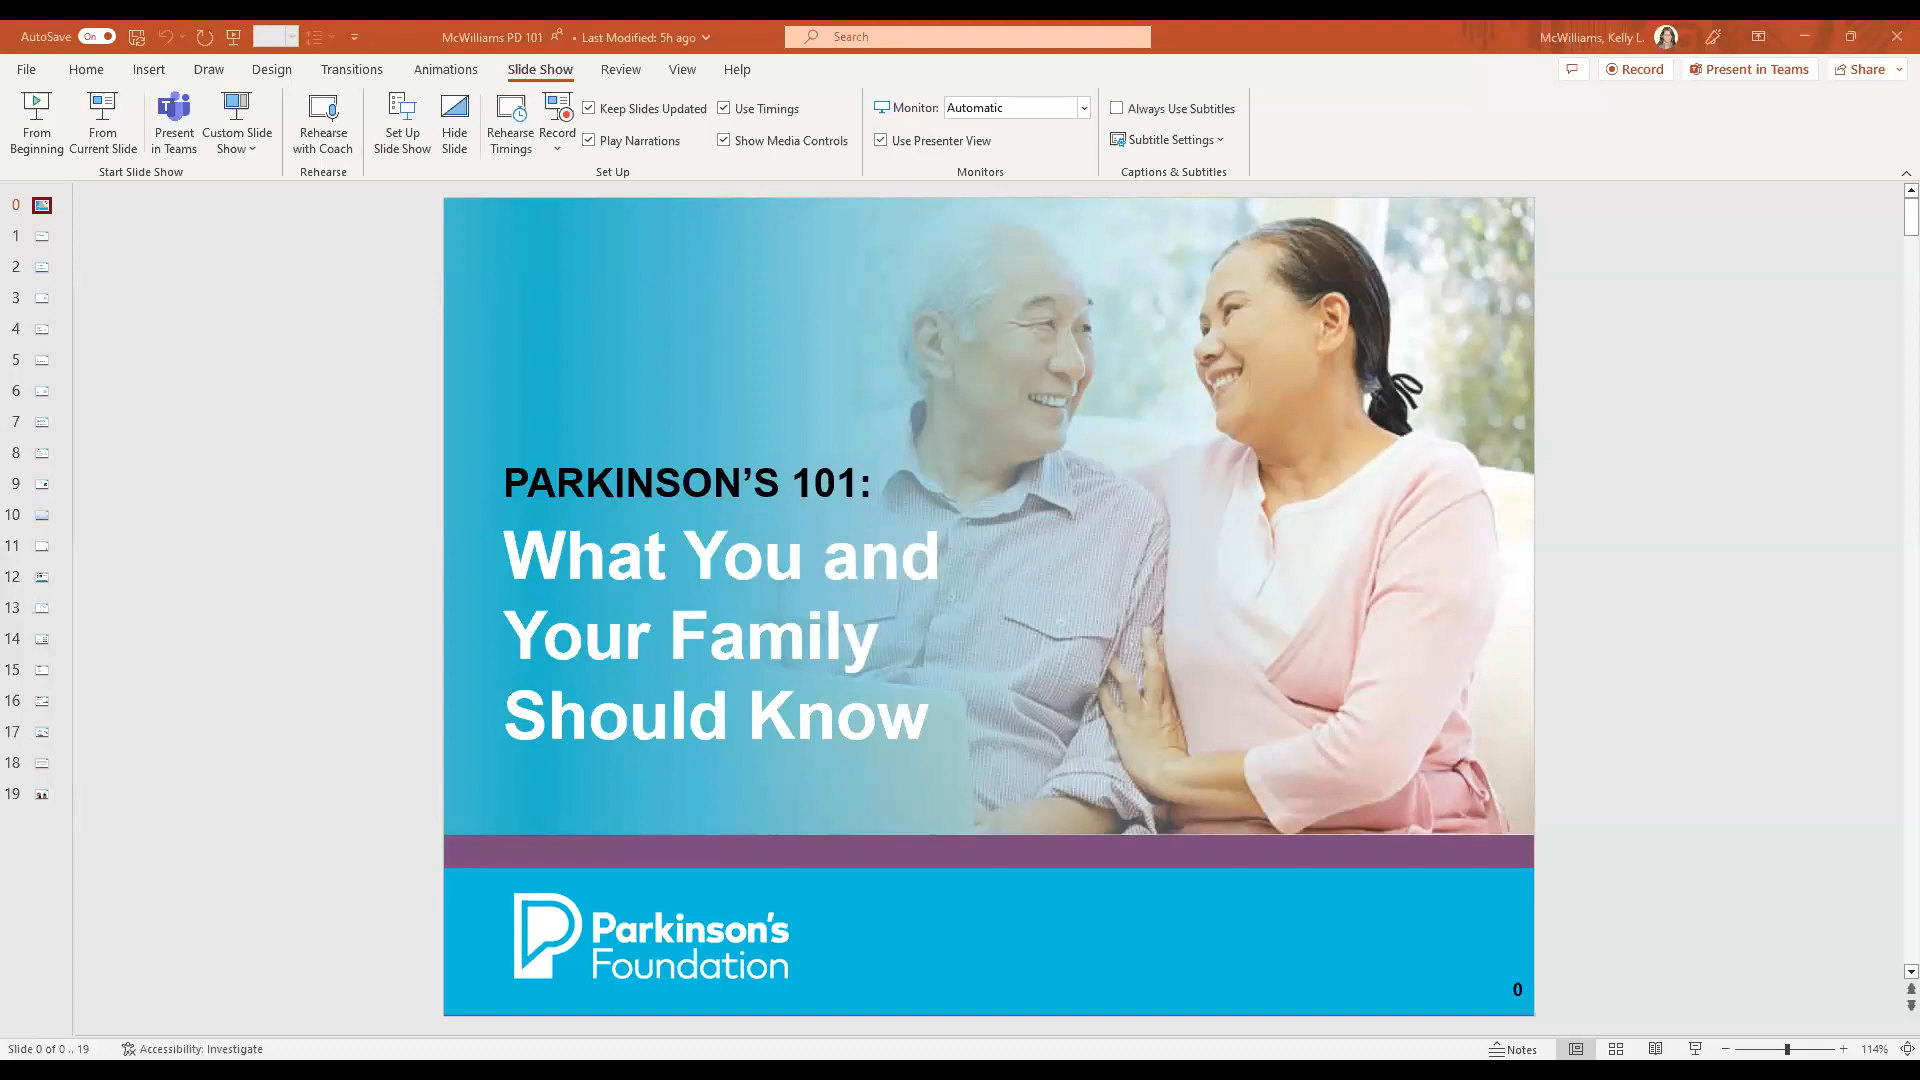 AutoSave On
McWilliams PD 101 • Last Modified: 5h ago
Search
McWilliams, Kelly L.
File Home Insert Draw Design Transitions Animations Slide Show Review View Help
Record Present in Teams Share
From Beginning
From Current Slide
Present in Teams
Custom Slide Show
Start Slide Show
Rehearse with Coach
Rehearse
Set Up Slide Show
Hide Slide
Rehearse Timings
Record
Keep Slides Updated
Play Narrations
Use Timings
Show Media Controls
Set Up
Monitor: Automatic
Use Presenter View
Monitors
Always Use Subtitles
Subtitle Settings
Captions & Subtitles
0
1
2
3
4
5
6
7
8
9
10
11
12
13
14
15
16
17
18
19
PARKINSON’S 101:
What You and
Your Family
Should Know
Parkinson's
Foundation
0
Slide 0 of 0 .. 19 Accessibility: Investigate
Notes
114%